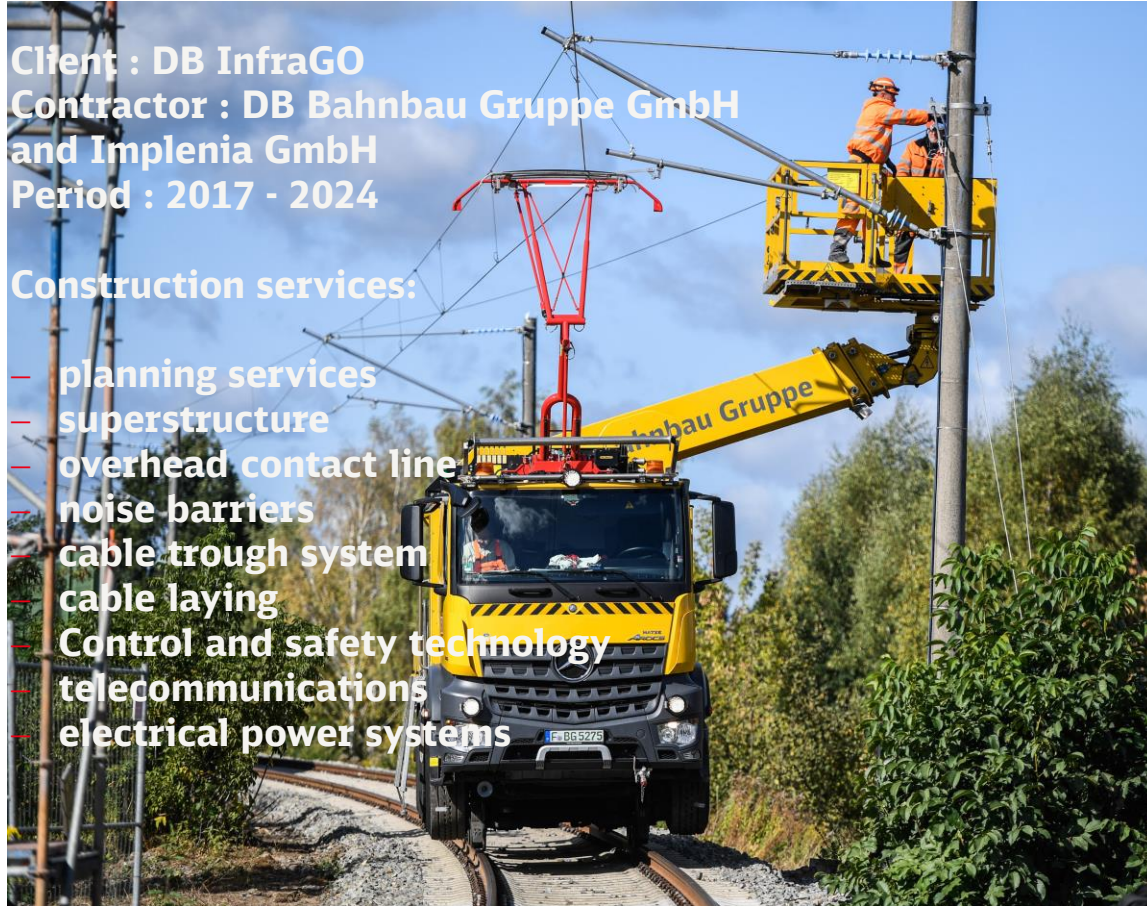 Client : DB InfraGO
Contractor : DB Bahnbau Gruppe GmbH
and Implenia GmbH
Period : 2017 - 2024
Construction services:
– planning services
– superstructure
– overhead contact line
– noise barriers
– cable trough system
– cable laying
– Control and safety technology
– telecommunications
– electrical power systems
hnbau Gruppe
AROCS
F BG 5275